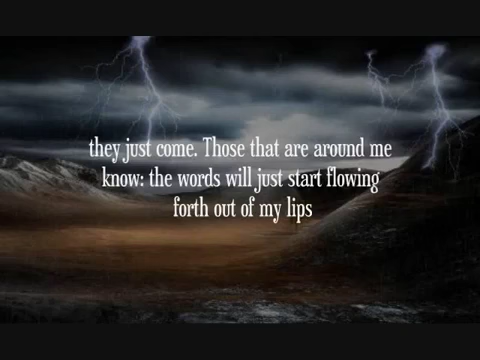 they just come. Those that are around me
know: the words will just start flowing
forth out of my lips